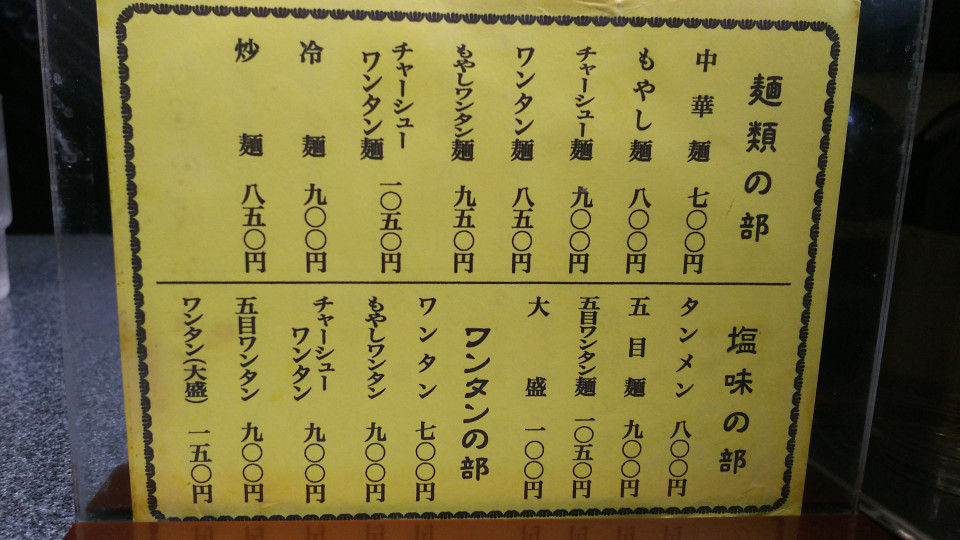 麺類の部
中華麺 七〇〇円
もやし麺 八〇〇円
チャーシュー麺 九〇〇円
ワンタン麺 八五〇円
もやしワンタン麺 九五〇円
チャーシュー
ワンタン麺 一〇五〇円
冷麺 九〇〇円
炒麺 八五〇円
塩味の部
タンメン 八〇〇円
五目麺 九〇〇円
五目ワンタン麺 一〇五〇円
大盛 一〇〇円
ワンタンの部
ワンタン 七〇〇円
もやしワンタン 九〇〇円
チャーシュー
ワンタン 九〇〇円
五目ワンタン 九〇〇円
ワンタン(大盛) 一五〇円